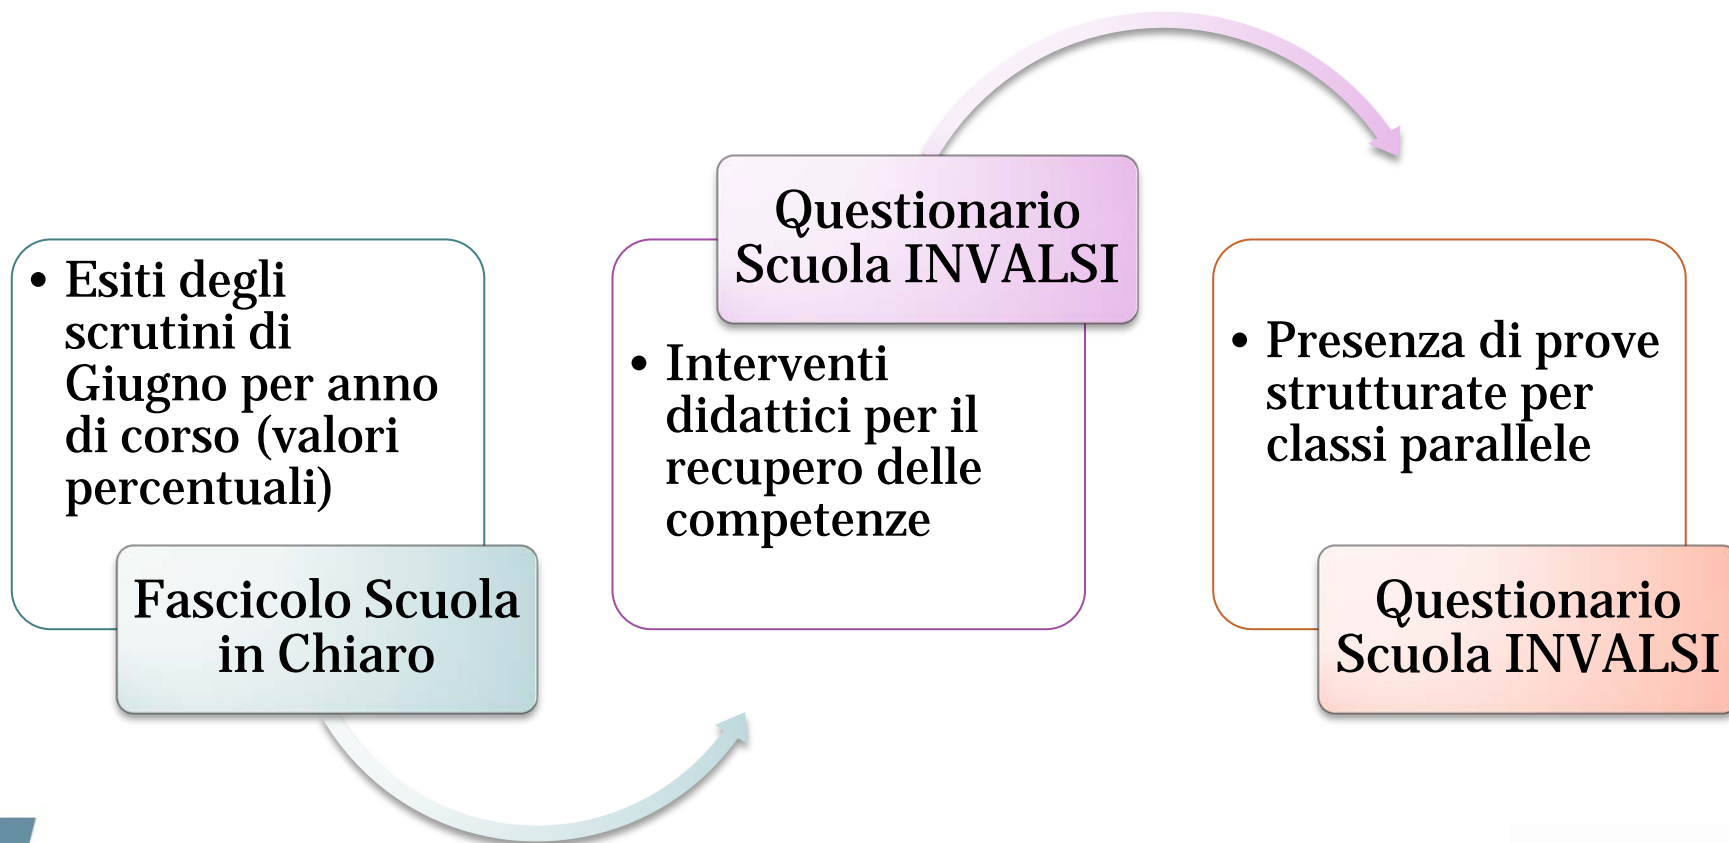 • Esiti degli
scrutini di
Giugno per anno
di corso (valori
percentuali)
Fascicolo Scuola
in Chiaro
Questionario
Scuola INVALSI
• Interventi
didattici per il
recupero delle
competenze
• Presenza di prove
strutturate per
classi parallele
Questionario
Scuola INVALSI